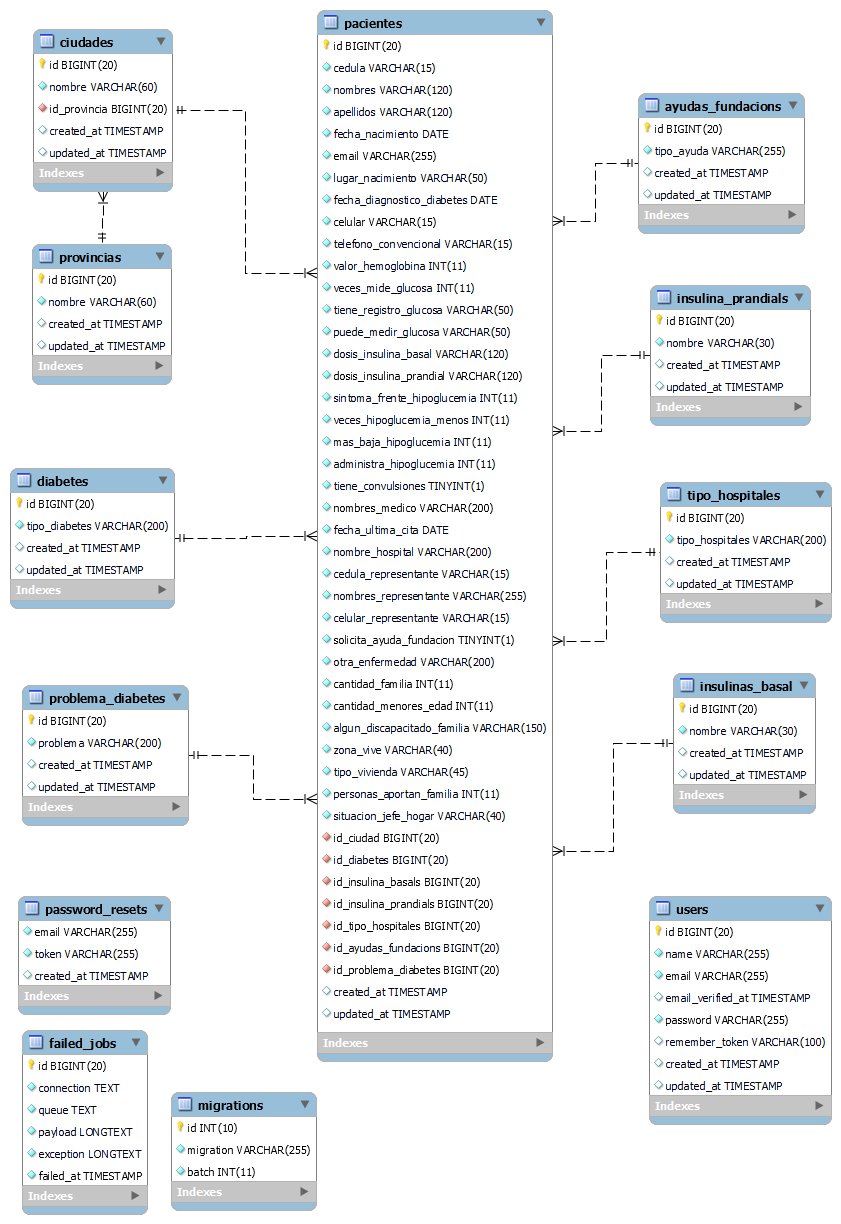 ciudades
id BIGINT(20)
nombre VARCHAR(60)
id_provincia BIGINT(20)
created_at TIMESTAMP
updated_at TIMESTAMP
Indexes
provincias
id BIGINT(20)
nombre VARCHAR(60)
created_at TIMESTAMP
updated_at TIMESTAMP
Indexes
diabetes
id BIGINT(20)
tipo_diabetes VARCHAR(200)
created_at TIMESTAMP
updated_at TIMESTAMP
Indexes
problema_diabetes
id BIGINT(20)
problema VARCHAR(200)
created_at TIMESTAMP
updated_at TIMESTAMP
Indexes
password_resets
email VARCHAR(255)
token VARCHAR(255)
created_at TIMESTAMP
Indexes
failed_jobs
id BIGINT(20)
connection TEXT
queue TEXT
payload LONGTEXT
exception LONGTEXT
failed_at TIMESTAMP
Indexes
migrations
id INT(10)
migration VARCHAR(255)
batch INT(11)
Indexes
pacientes
id BIGINT(20)
cedula VARCHAR(15)
nombres VARCHAR(120)
apellidos VARCHAR(120)
fecha_nacimiento DATE
email VARCHAR(255)
lugar_nacimiento VARCHAR(50)
fecha_diagnostico_diabetes DATE
celular VARCHAR(15)
telefono_convencional VARCHAR(15)
valor_hemoglobina INT(11)
veces_mide_glucosa INT(11)
tiene_registro_glucosa VARCHAR(50)
puede_medir_glucosa VARCHAR(50)
dosis_insulina_basal VARCHAR(120)
dosis_insulina_prandial VARCHAR(120)
sintoma_frente_hipoglucemia INT(11)
veces_hipoglucemia_menos INT(11)
mas_baja_hipoglucemia INT(11)
administra_hipoglucemia INT(11)
tiene_convulsiones TINYINT(1)
nombres_medico VARCHAR(200)
fecha_ultima_cita DATE
nombre_hospital VARCHAR(200)
cedula_representante VARCHAR(15)
nombres_representante VARCHAR(255)
celular_representante VARCHAR(15)
solicita_ayuda_fundacion TINYINT(1)
otra_enfermedad VARCHAR(200)
cantidad_familia INT(11)
cantidad_menores_edad INT(11)
algun_discapacitado_familia VARCHAR(150)
zona_vive VARCHAR(40)
tipo_vivienda VARCHAR(45)
personas_aportan_familia INT(11)
situacion_jefe_hogar VARCHAR(40)
id_ciudad BIGINT(20)
id_diabetes BIGINT(20)
id_insulina_basals BIGINT(20)
id_insulina_prandials BIGINT(20)
id_tipo_hospitales BIGINT(20)
id_ayudas_fundacions BIGINT(20)
id_problema_diabetes BIGINT(20)
created_at TIMESTAMP
updated_at TIMESTAMP
Indexes
ayudas_fundacions
id BIGINT(20)
tipo_ayuda VARCHAR(255)
created_at TIMESTAMP
updated_at TIMESTAMP
Indexes
insulina_prandials
id BIGINT(20)
nombre VARCHAR(30)
created_at TIMESTAMP
updated_at TIMESTAMP
Indexes
tipo_hospitales
id BIGINT(20)
tipo_hospitales VARCHAR(200)
created_at TIMESTAMP
updated_at TIMESTAMP
Indexes
insulinas_basal
id BIGINT(20)
nombre VARCHAR(30)
created_at TIMESTAMP
updated_at TIMESTAMP
Indexes
users
id BIGINT(20)
name VARCHAR(255)
email VARCHAR(255)
email_verified_at TIMESTAMP
password VARCHAR(255)
remember_token VARCHAR(100)
created_at TIMESTAMP
updated_at TIMESTAMP
Indexes